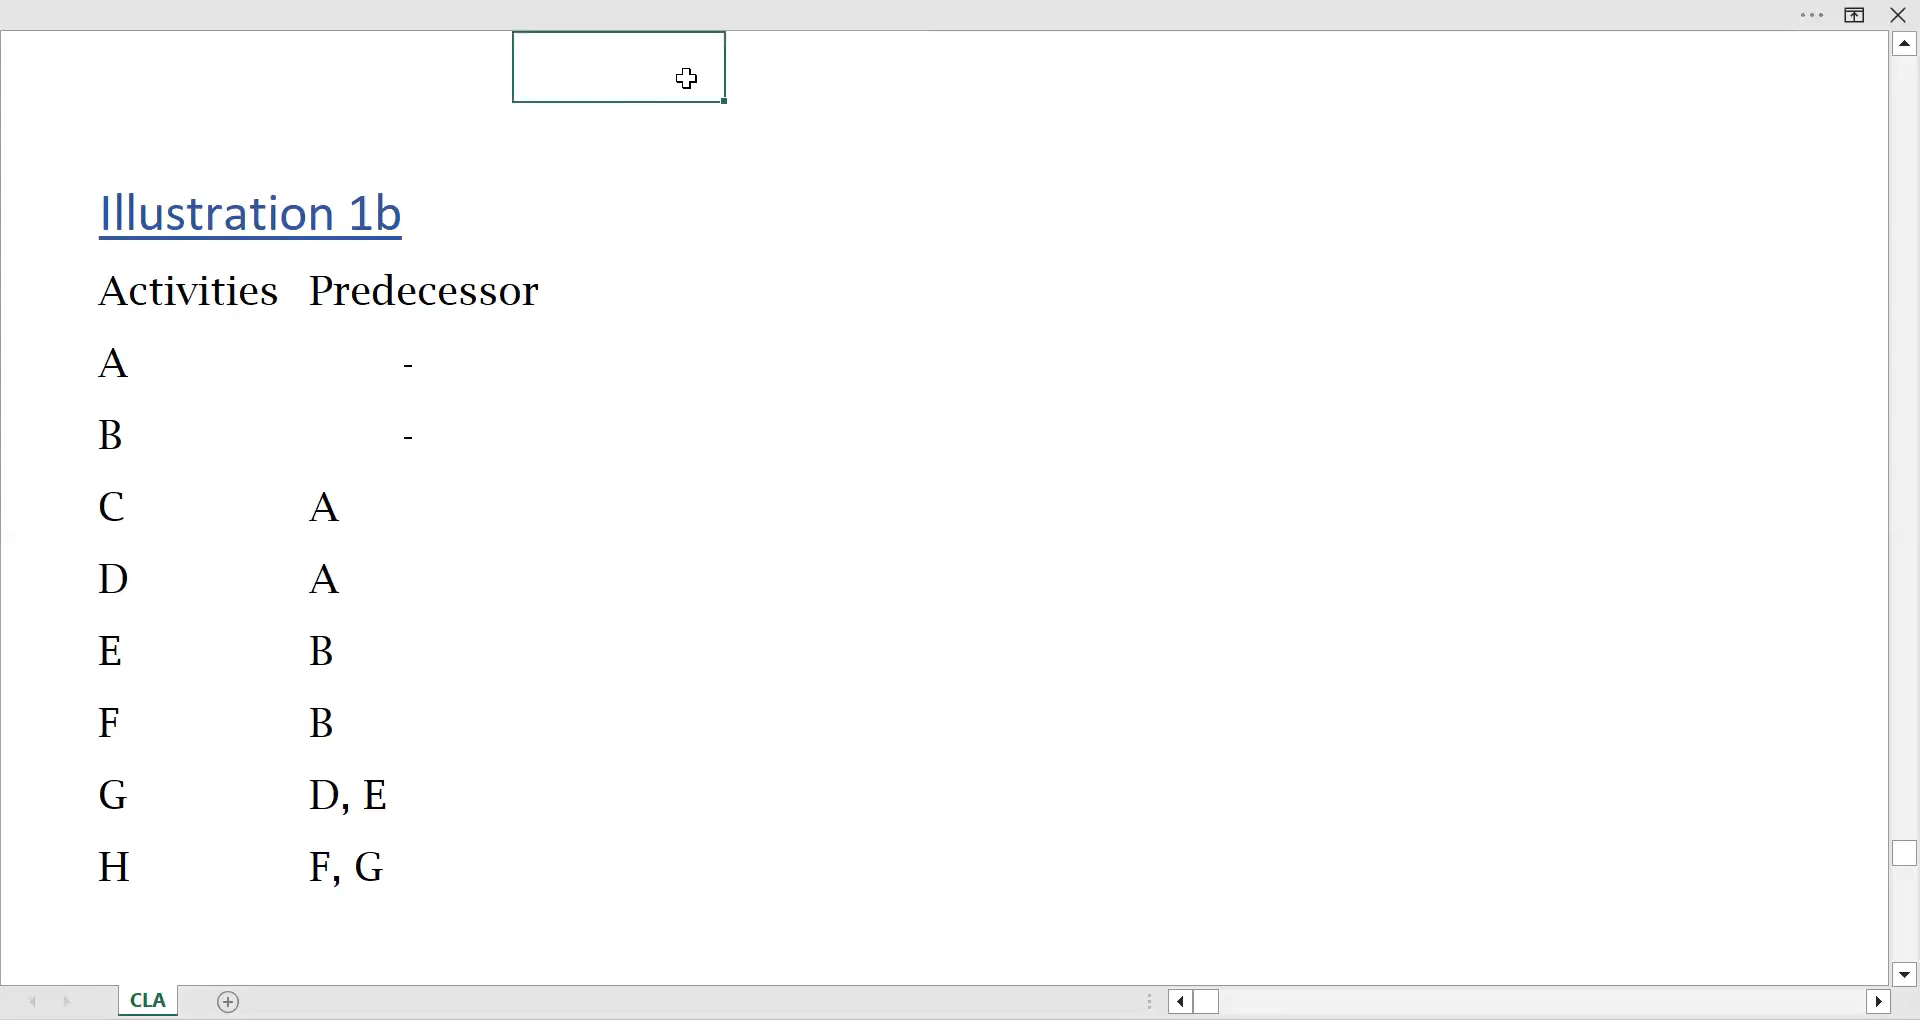 Illustration 1b
Activities Predecessor
A -
B -
C A
D A
E B
F B
G D, E
H F, G
CLA